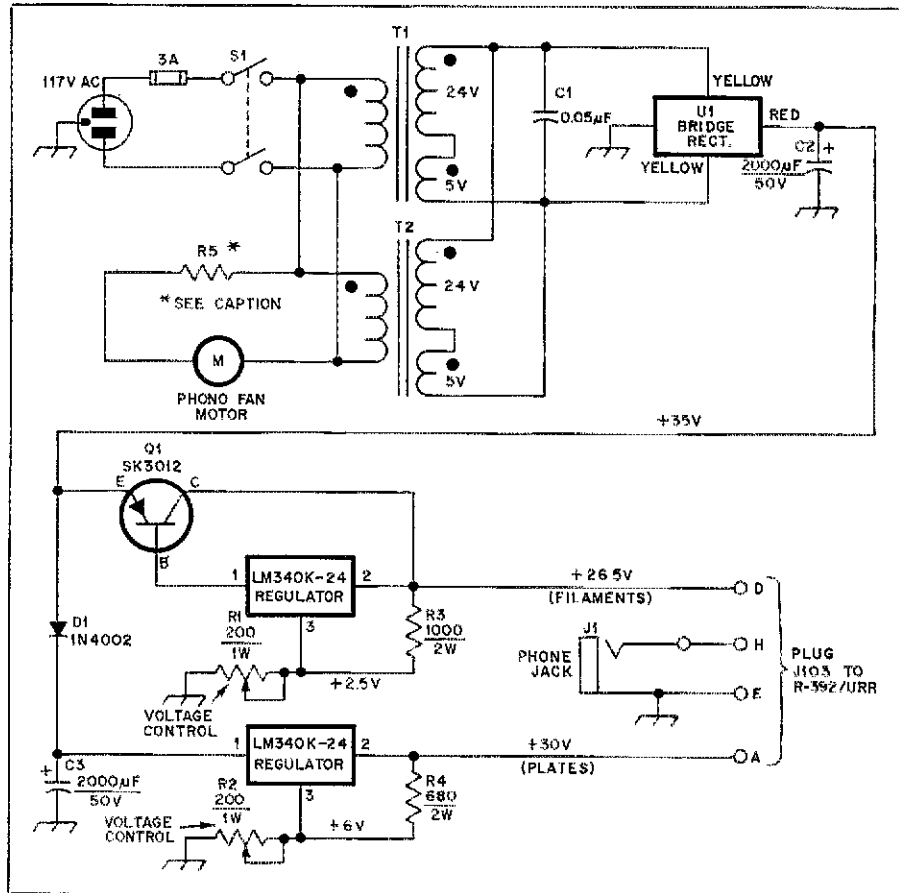 117V AC
3A
S1
T1
24V
5V
C1
0.05µF
YELLOW
U1
BRIDGE
RECT.
RED
YELLOW
C2
+
2000µF
50V
R5 *
* SEE CAPTION
M
PHONO FAN
MOTOR
T2
24V
5V
+35V
Q1
SK3012
E
C
B
1
LM340K-24
REGULATOR
2
3
D1
1N4002
R1
200
1W
VOLTAGE
CONTROL
+2.5V
R3
1000
2W
+26.5V
(FILAMENTS)
D
J1
PHONE
JACK
H
E
PLUG
J103 TO
R-392/URR
1
LM340K-24
REGULATOR
2
3
+30V
(PLATES)
A
+
C3
2000µF
50V
R2
200
1W
VOLTAGE
CONTROL
+6V
R4
680
2W